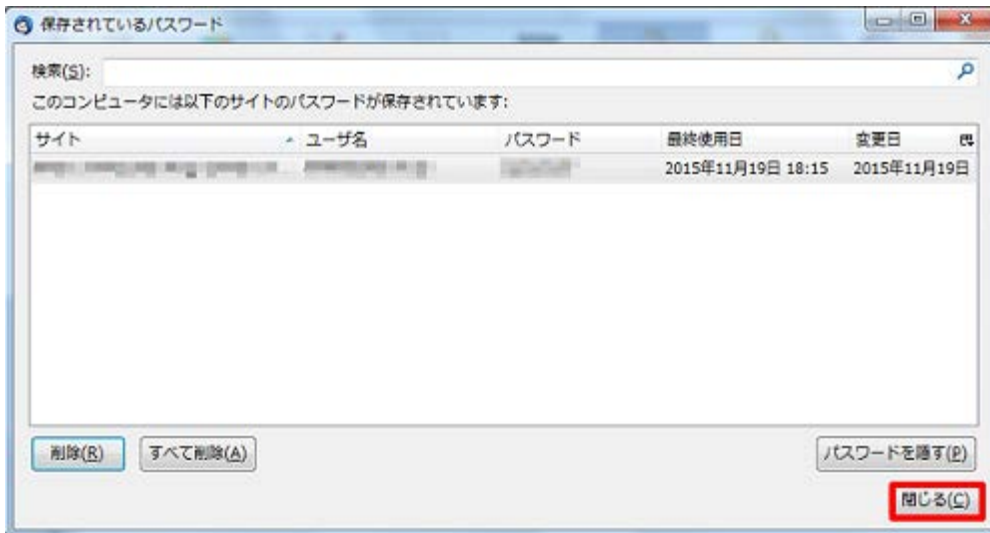 保存されているパスワード
検索(S):
このコンピュータには以下のサイトのパスワードが保存されています:
サイト ユーザ名 パスワード 最終使用日 変更日
2015年11月19日 18:15 2015年11月19日
削除(R) すべて削除(A) パスワードを隠す(P)
閉じる(C)